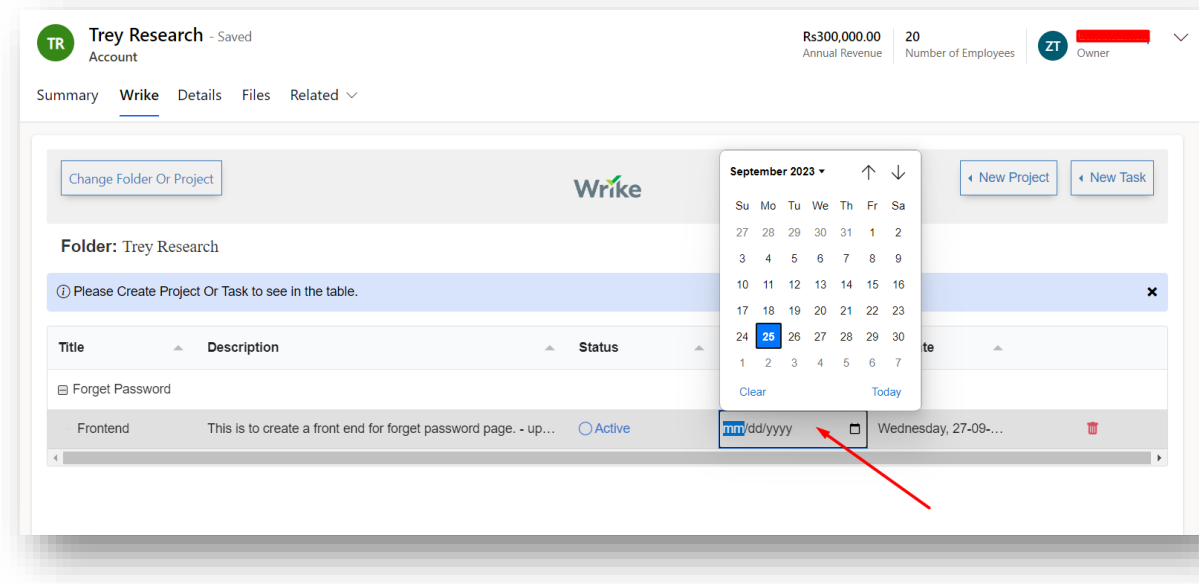 TR Trey Research - Saved
Account
Rs300,000.00
Annual Revenue
20
Number of Employees
ZT
Owner
Summary Wrike Details Files Related
Change Folder Or Project
Wrike
New Project
New Task
September 2023
Su Mo Tu We Th Fr Sa
27 28 29 30 31 1 2
3 4 5 6 7 8 9
10 11 12 13 14 15 16
17 18 19 20 21 22 23
24 25 26 27 28 29 30
1 2 3 4 5 6 7
Clear Today
Folder: Trey Research
Please Create Project Or Task to see in the table.
Title Description Status
Forget Password
Frontend This is to create a front end for forget password page. - up… Active mm/dd/yyyy Wednesday, 27-09-…